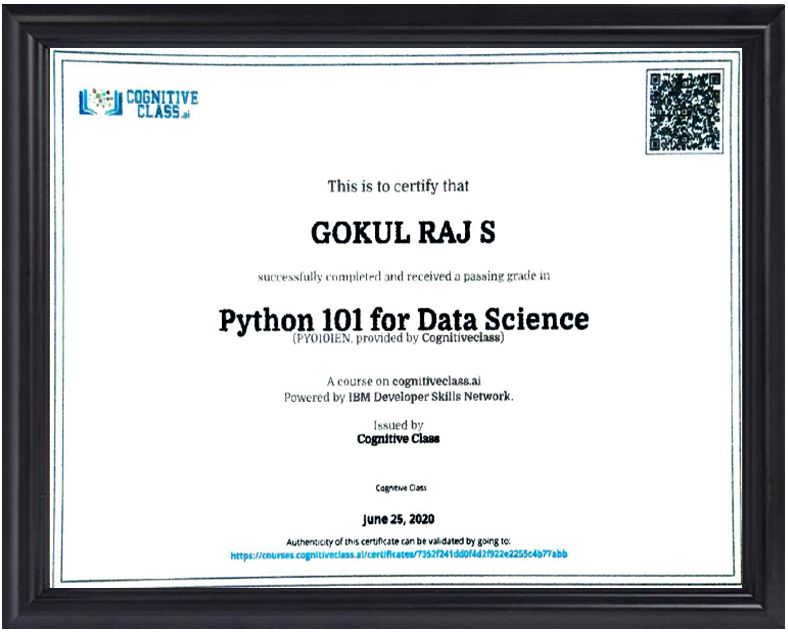 COGNITIVE
CLASS.ai
This is to certify that
GOKUL RAJ S
successfully completed and received a passing grade in
Python 101 for Data Science
(PY0101EN, provided by Cognitiveclass)
A course on cognitiveclass.ai
Powered by IBM Developer Skills Network.
Issued by
Cognitive Class
Cognitive Class
June 25, 2020
Authenticity of this certificate can be validated by going to:
https://courses.cognitiveclass.ai/certificates/7352f241dd0f4d2f922e2255c4b77abb